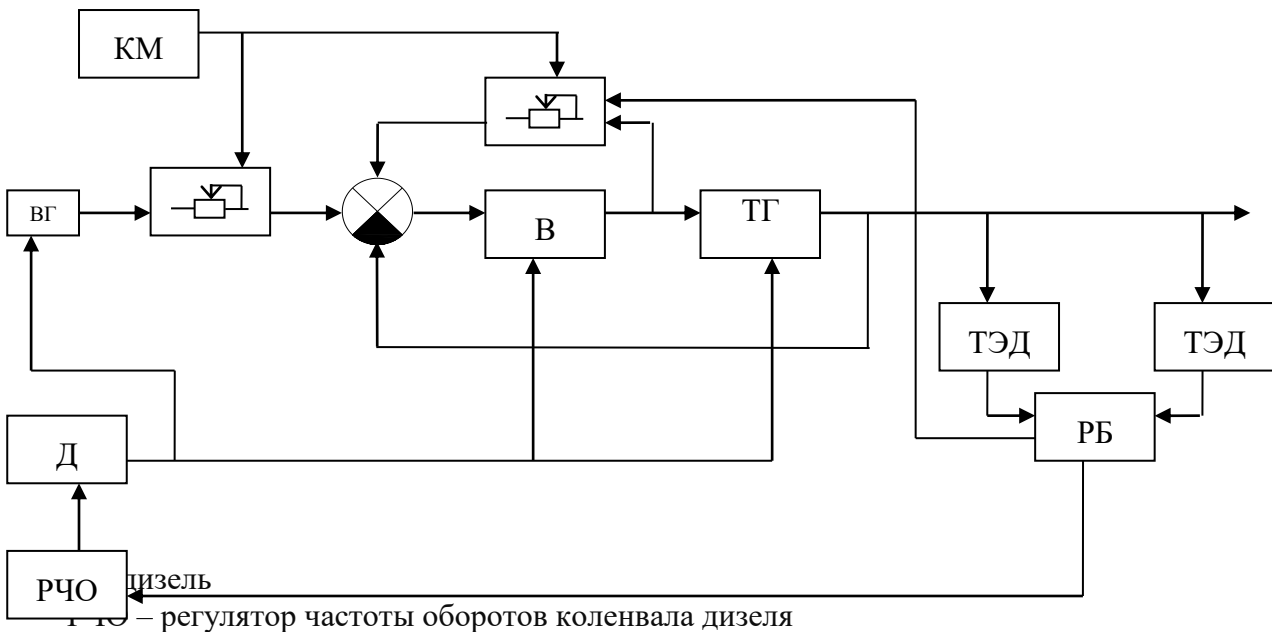 КМ
ВГ
В
ТГ
ТЭД
ТЭД
РБ
Д
РЧО
дизель
– регулятор частоты оборотов коленвала дизеля